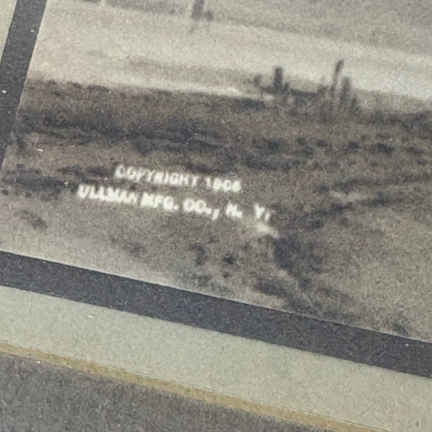 COPYRIGHT 1906
ULLMAN MFG. CO., N. Y.